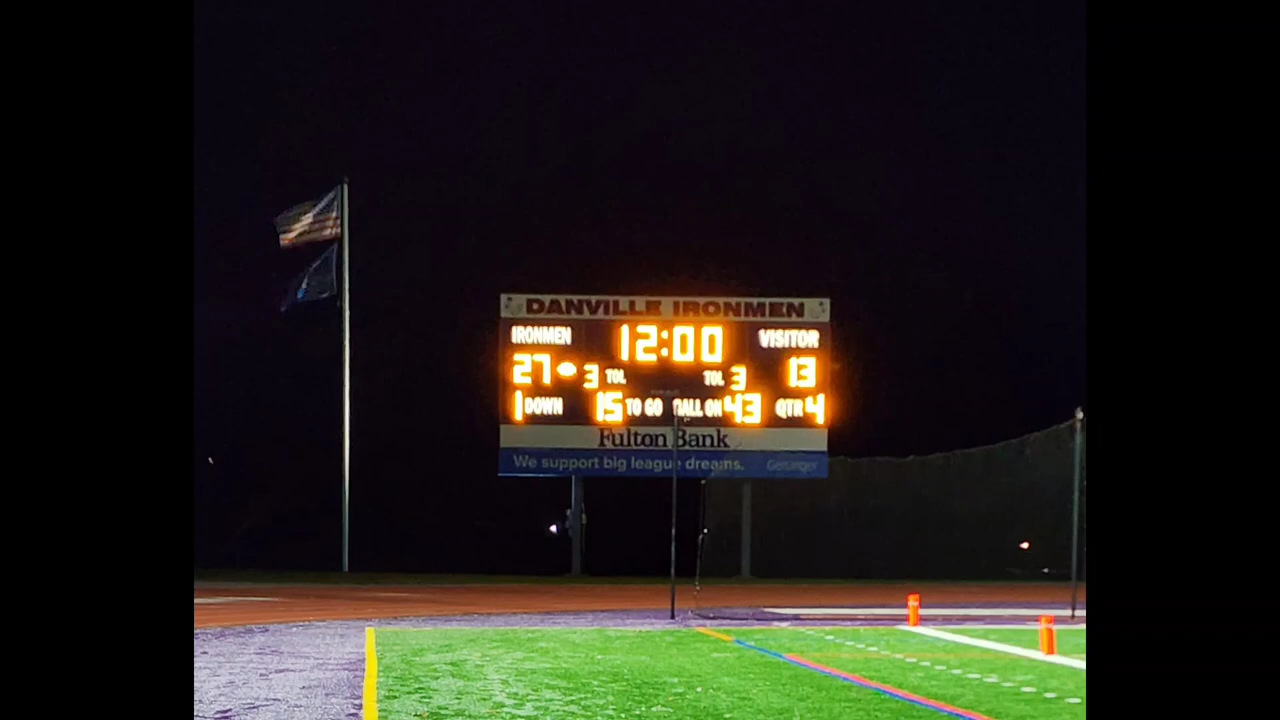 DANVILLE IRONMEN
IRONMEN 12:00 VISITOR
27 3 TOL TOL 3 13
1 DOWN 15 TO GO BALL ON 43 QTR 4
Fulton Bank
We support big league dreams. Geisinger